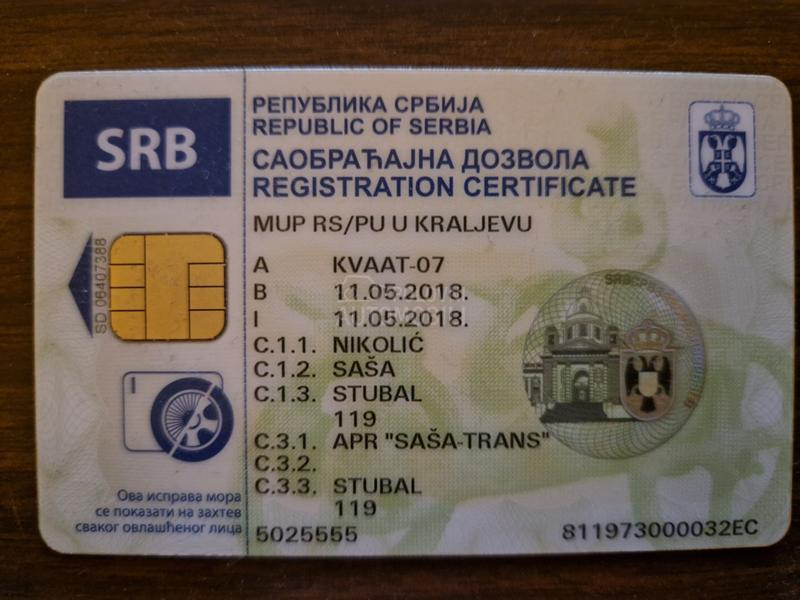 SRB
РЕПУБЛИКА СРБИЈА
REPUBLIC OF SERBIA
САОБРАЋАЈНА ДОЗВОЛА
REGISTRATION CERTIFICATE
MUP RS/PU U KRALJEVU
SD 06407388
A KVAAT-07
B 11.05.2018.
I 11.05.2018.
C.1.1. NIKOLIĆ
C.1.2. SAŠA
C.1.3. STUBAL
119
C.3.1. APR "SAŠA-TRANS"
C.3.2.
C.3.3. STUBAL
119
Ова исправа мора
се показати на захтев
сваког овлашћеног лица
5025555
811973000032EC